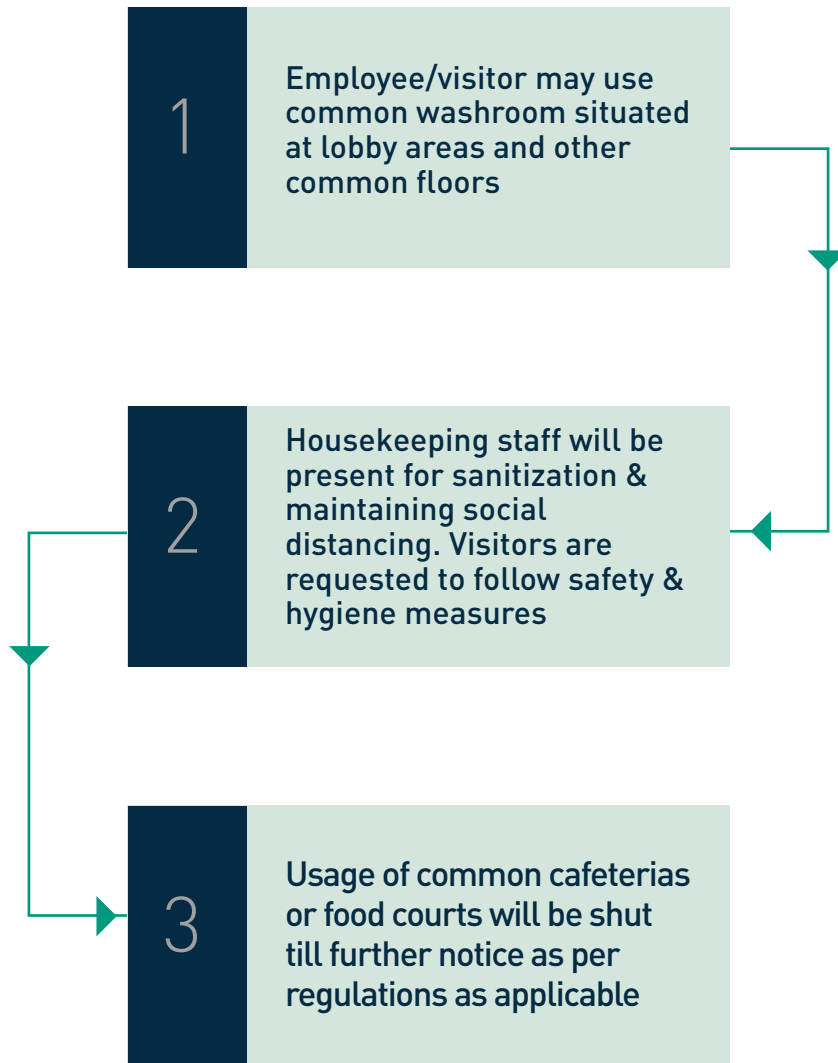 1
Employee/visitor may use
common washroom situated
at lobby areas and other
common floors
2
Housekeeping staff will be
present for sanitization &
maintaining social
distancing. Visitors are
requested to follow safety &
hygiene measures
3
Usage of common cafeterias
or food courts will be shut
till further notice as per
regulations as applicable